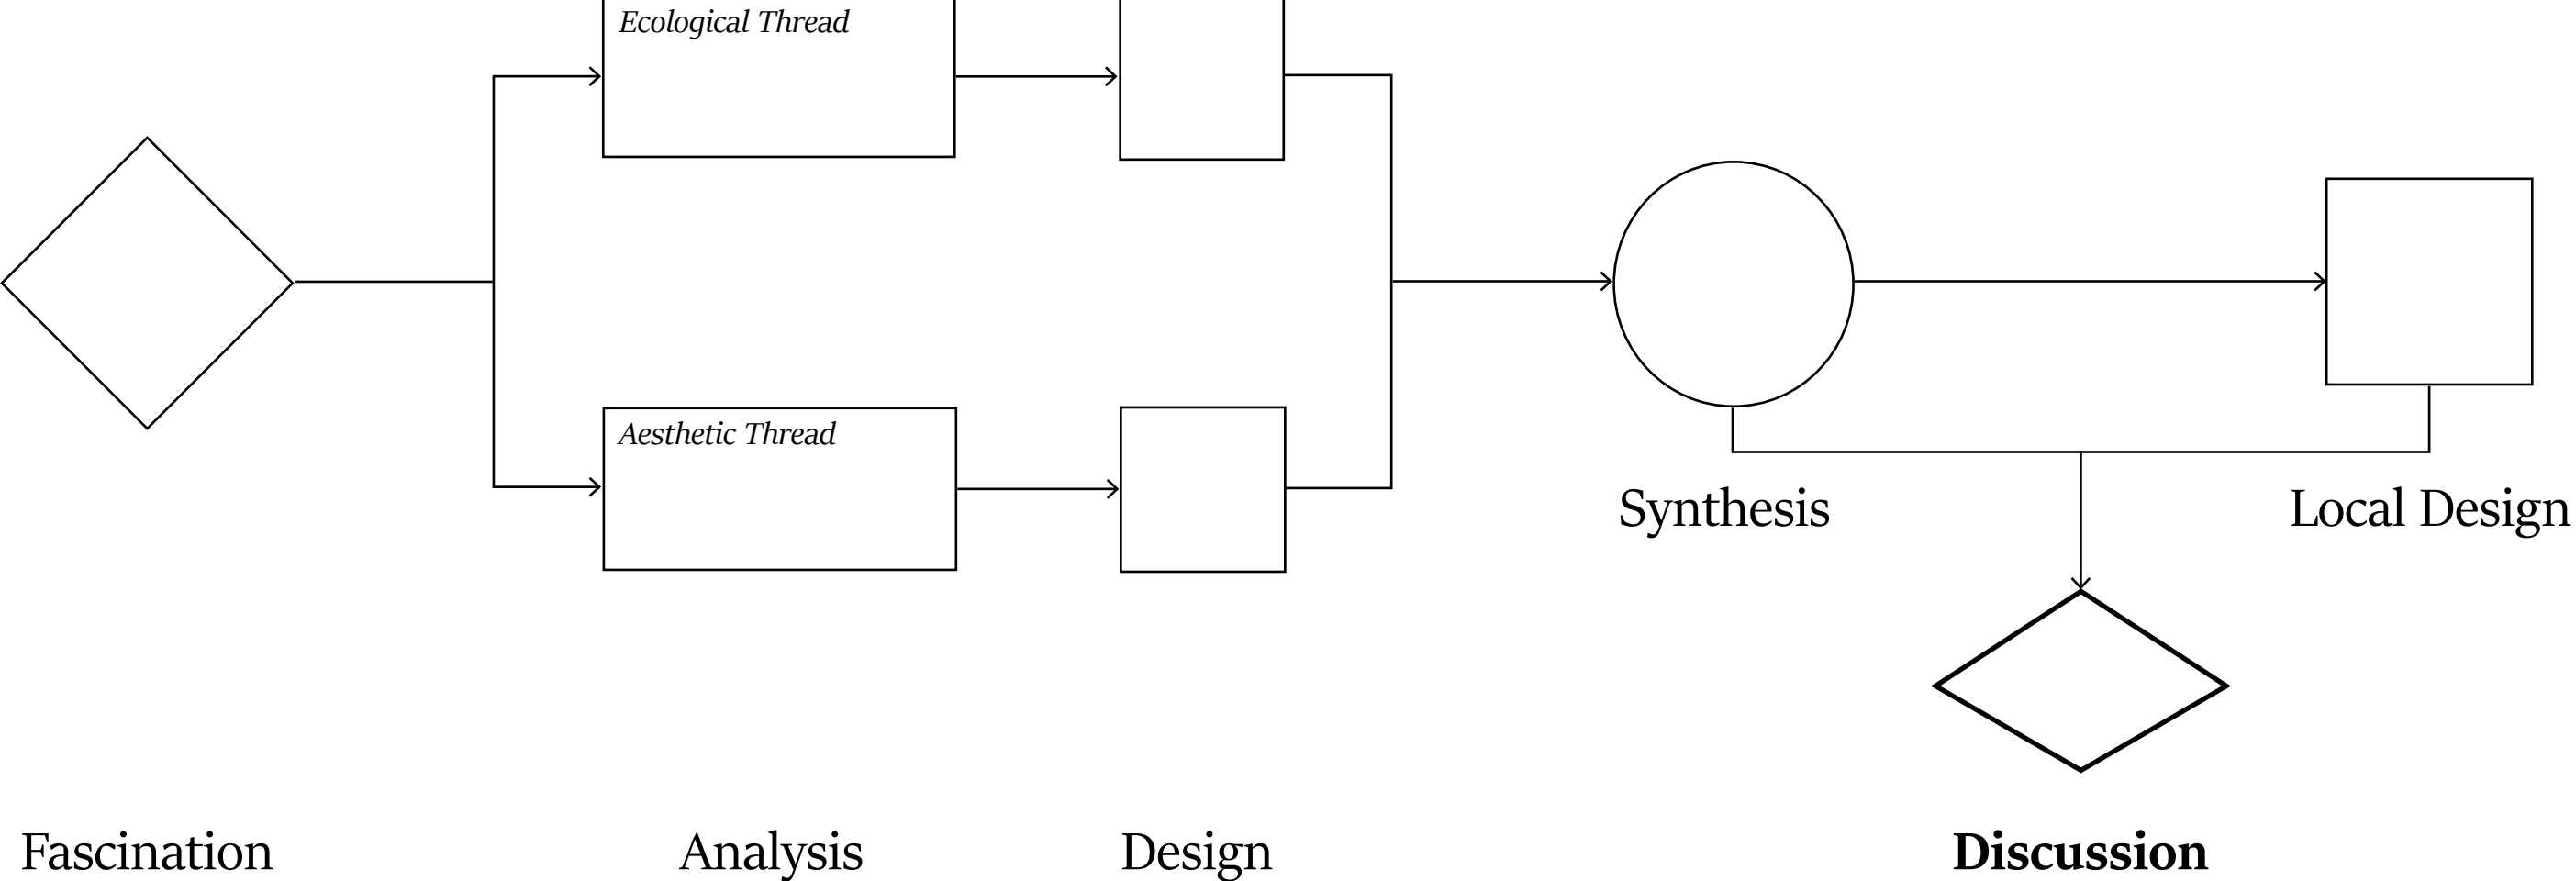 Ecological Thread
Aesthetic Thread
Synthesis
Local Design
Fascination
Analysis
Design
Discussion